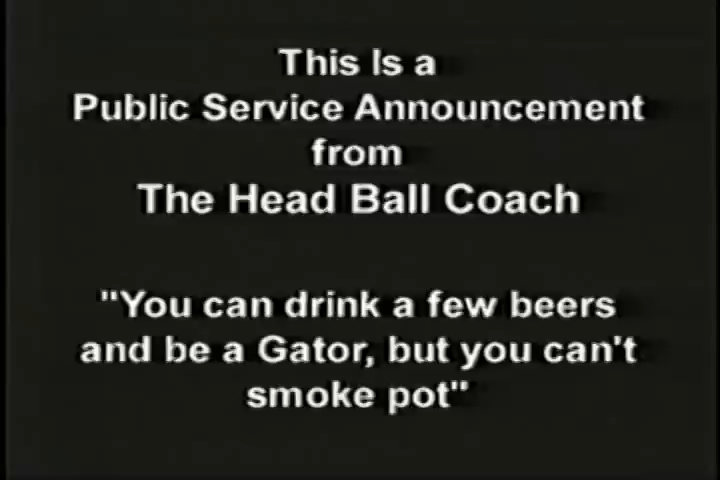 This Is a
Public Service Announcement
from
The Head Ball Coach
"You can drink a few beers
and be a Gator, but you can't
smoke pot"